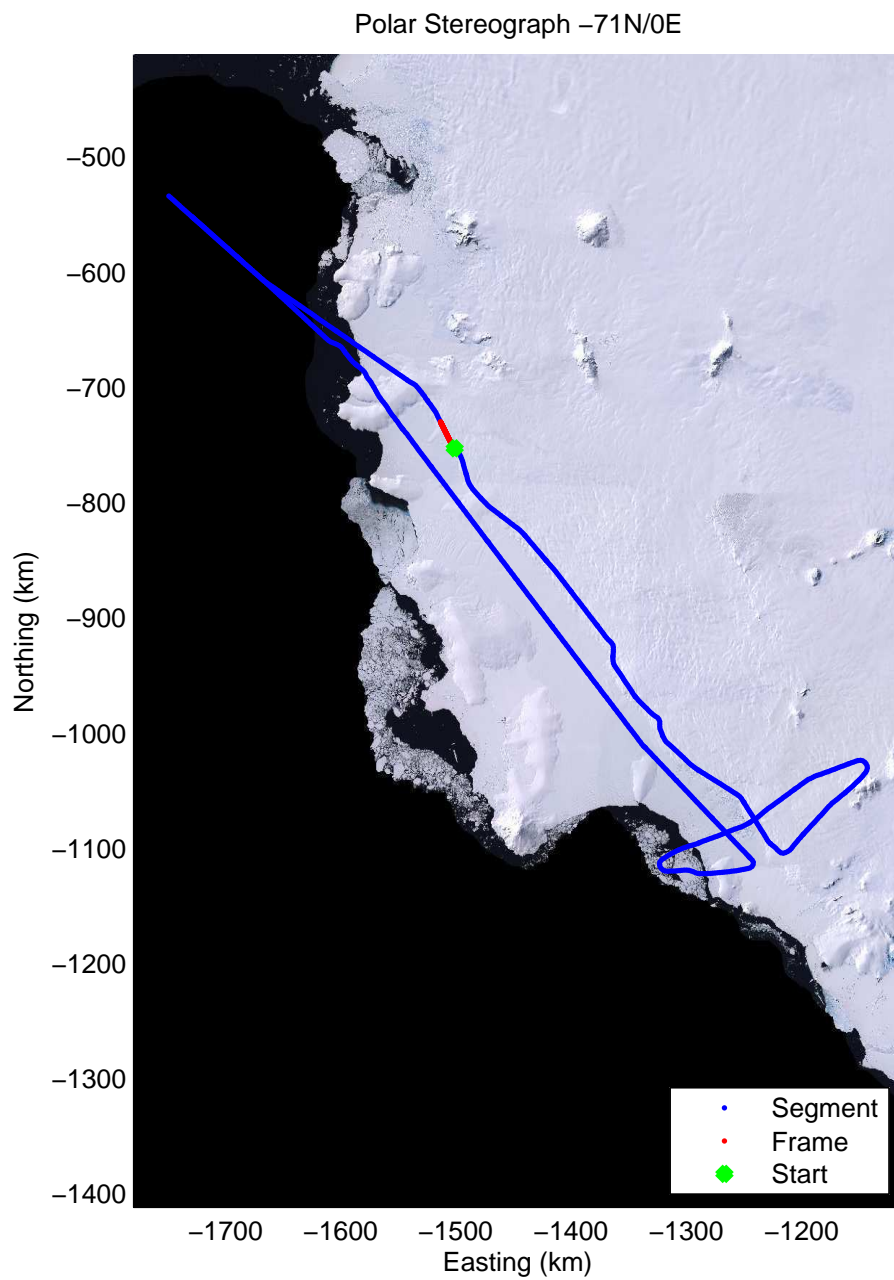 Polar Stereograph −71N/0E
−500
−600
−700
−800
−900
−1000
−1100
−1200
−1300
−1400
Northing (km)
−1700 −1600 −1500 −1400 −1300 −1200
Easting (km)
Segment
Frame
Start